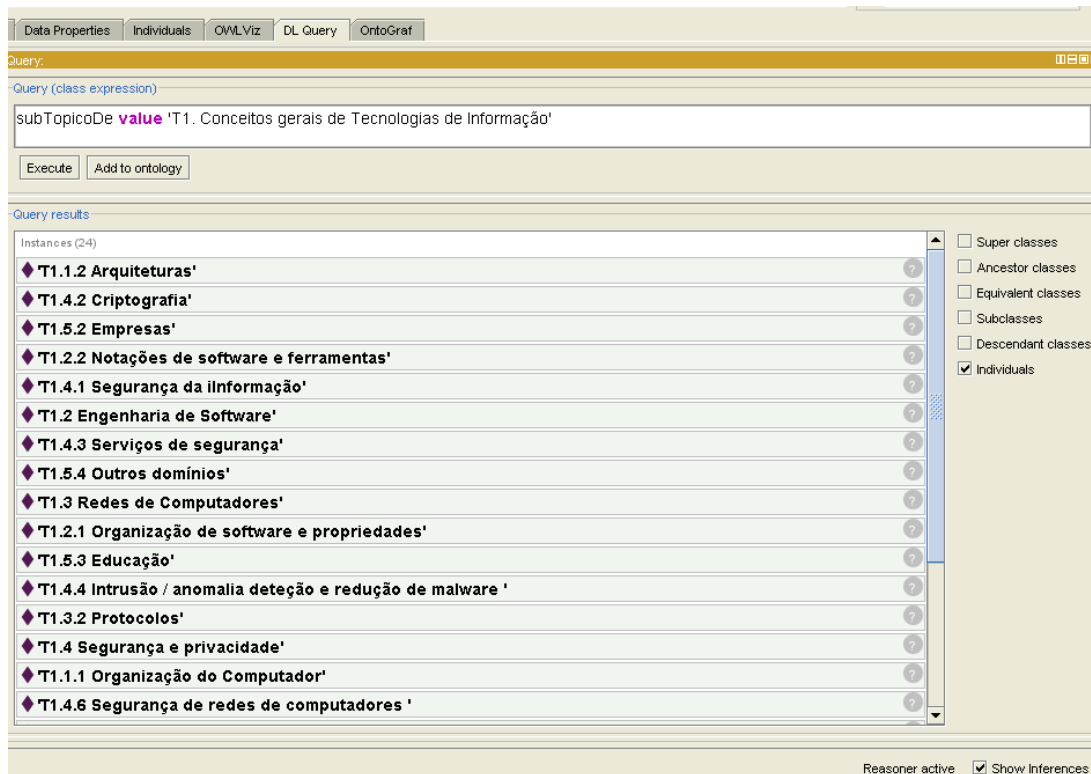 Data Properties Individuals OWLViz DL Query OntoGraf
Query:
Query (class expression)
subTopicoDe value 'T1. Conceitos gerais de Tecnologias de Informação'
Execute Add to ontology
Query results
Instances (24)
Super classes
'T1.1.2 Arquiteturas'
Ancestor classes
'T1.4.2 Criptografia'
Equivalent classes
'T1.5.2 Empresas'
Subclasses
'T1.2.2 Notações de software e ferramentas'
Descendant classes
'T1.4.1 Segurança da iInformação'
Individuals
'T1.2 Engenharia de Software'
'T1.4.3 Serviços de segurança'
'T1.5.4 Outros domínios'
'T1.3 Redes de Computadores'
'T1.2.1 Organização de software e propriedades'
'T1.5.3 Educação'
'T1.4.4 Intrusão / anomalia deteção e redução de malware '
'T1.3.2 Protocolos'
'T1.4 Segurança e privacidade'
'T1.1.1 Organização do Computador'
'T1.4.6 Segurança de redes de computadores '
Reasoner active Show Inferences